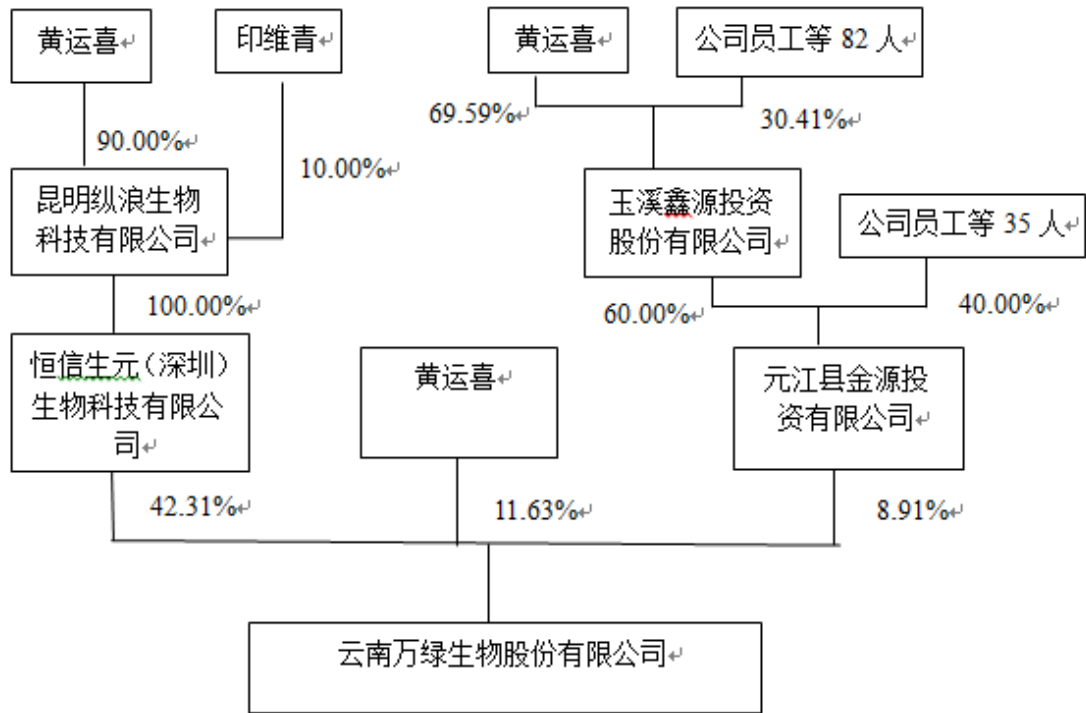 黄运喜
印维青
黄运喜
公司员工等 82 人
69.59%
30.41%
90.00%
10.00%
昆明纵浪生物
科技有限公司
玉溪鑫源投资
股份有限公司
公司员工等 35 人
100.00%
60.00%
40.00%
恒信生元（深圳）
生物科技有限公
司
黄运喜
元江县金源投
资有限公司
42.31%
11.63%
8.91%
云南万绿生物股份有限公司